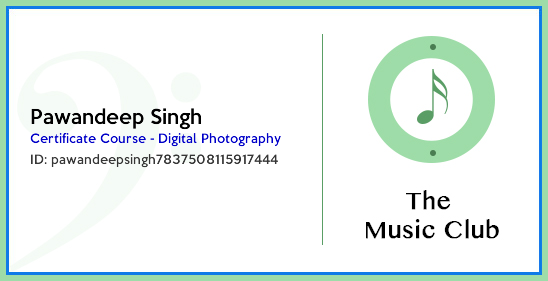 Pawandeep Singh
Certificate Course - Digital Photography
ID: pawandeepsingh7837508115917444
The
Music Club